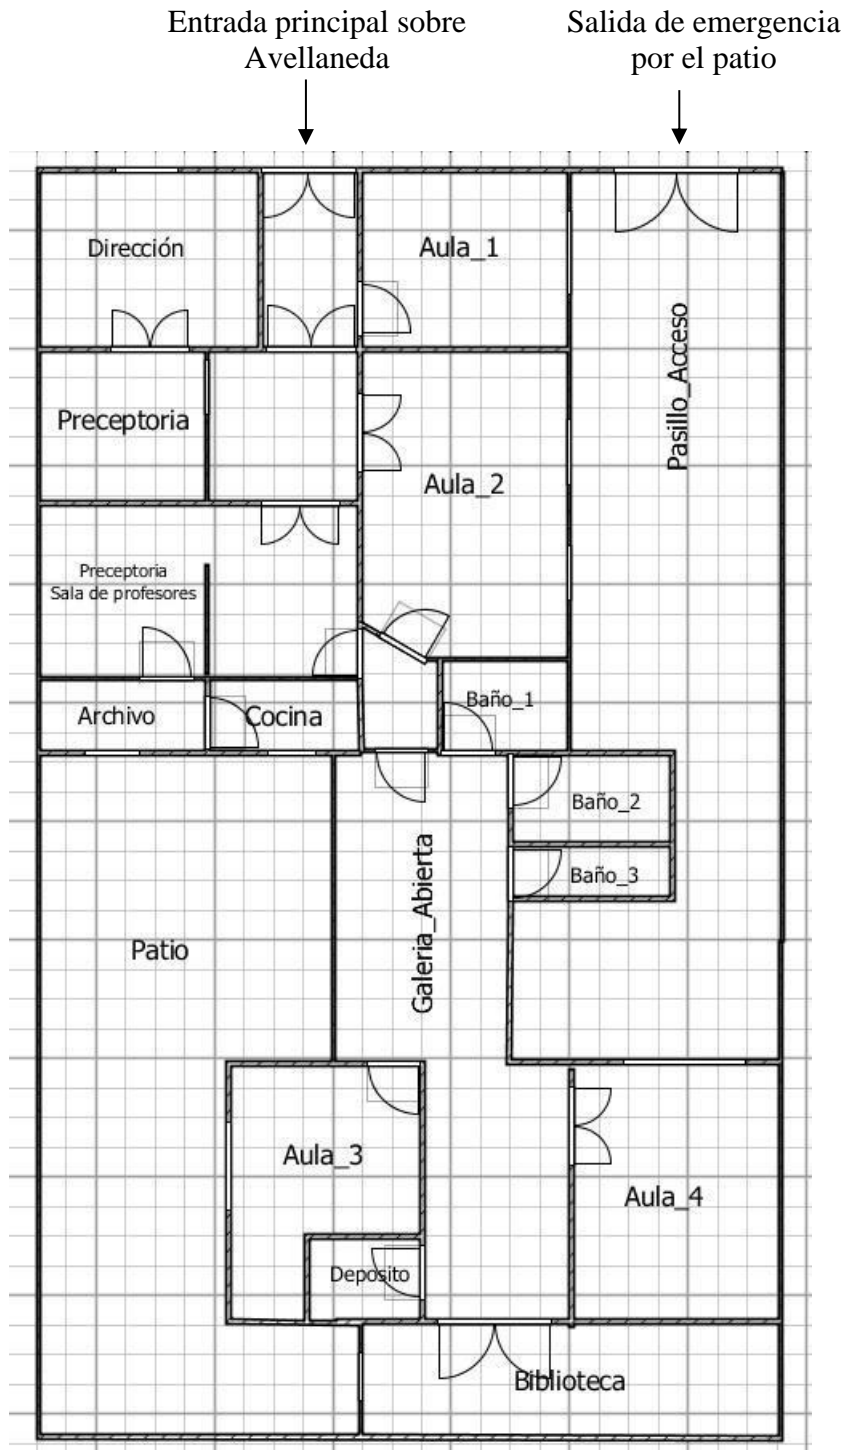 Entrada principal sobre
Avellaneda
Salida de emergencia
por el patio
Dirección
Aula_1
Pasillo_Acceso
Preceptoria
Aula_2
Preceptoria
Sala de profesores
Archivo
Cocina
Baño_1
Baño_2
Baño_3
Galeria_Abierta
Patio
Aula_3
Aula_4
Deposito
Biblioteca